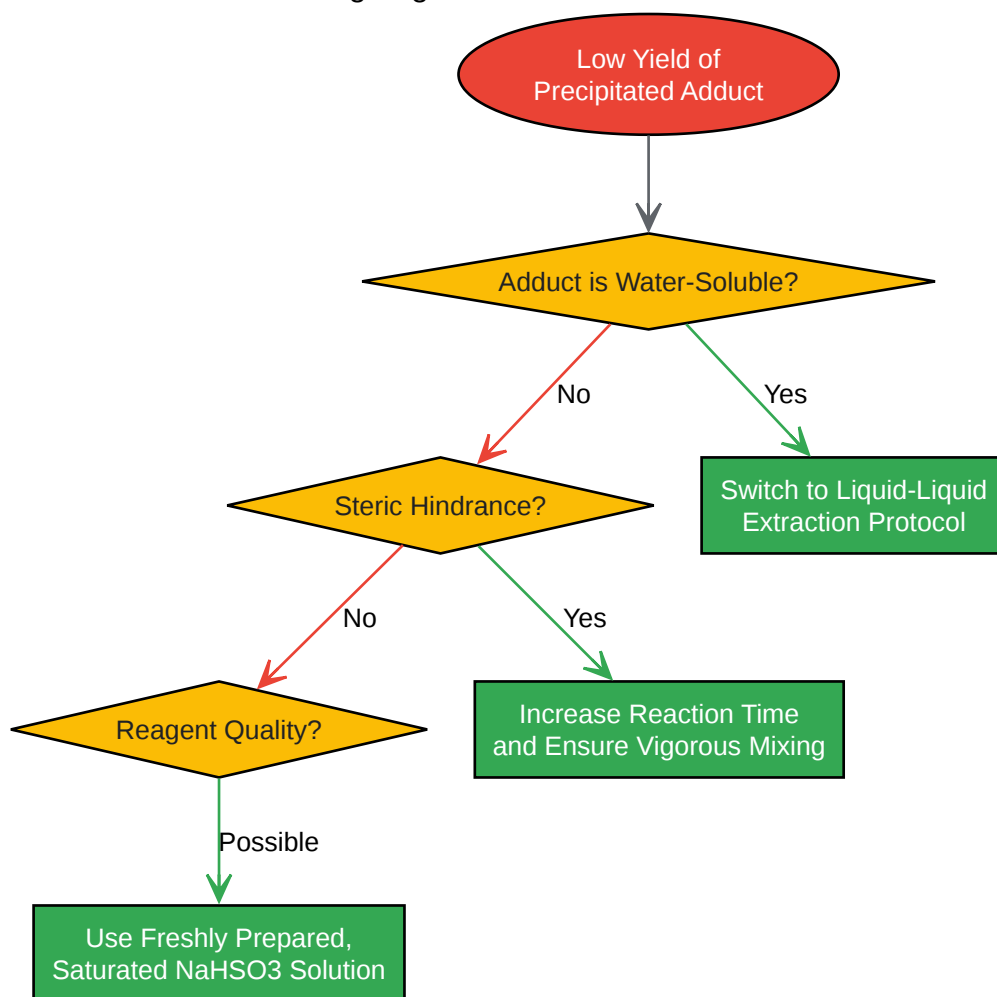 Low Yield of
Precipitated Adduct
Adduct is Water-Soluble?
No
Yes
Steric Hindrance?
Switch to Liquid-Liquid
Extraction Protocol
No
Yes
Reagent Quality?
Increase Reaction Time
and Ensure Vigorous Mixing
Possible
Use Freshly Prepared,
Saturated NaHSO3 Solution